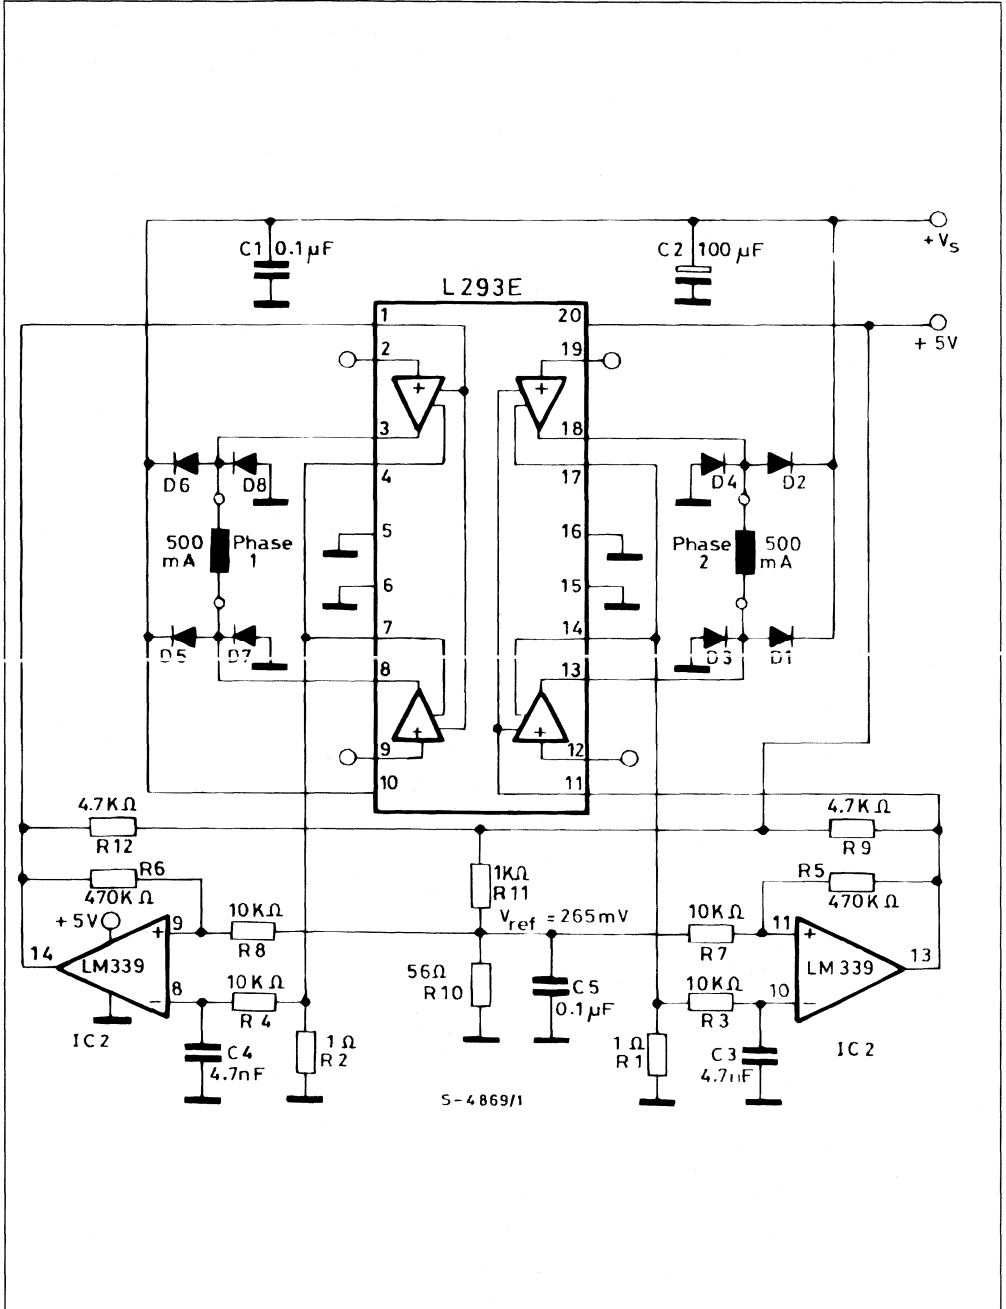 C1 0.1µF
C2 100µF
+Vs
L293E
1
20
+ 5V
2
19
3
18
4
17
D6
D8
D4
D2
5
16
500
mA
Phase
1
Phase
2
500
mA
6
15
7
14
D5
D7
D3
D1
8
13
9
12
10
11
4.7KΩ
R12
4.7KΩ
R9
R6
470KΩ
1KΩ
R11
R5
470KΩ
+5V
9
+
10KΩ
R8
Vref = 265mV
10KΩ
R7
11
+
14
LM339
8
–
10KΩ
R4
56Ω
R10
C5
0.1µF
10KΩ
R3
10
–
LM339
13
IC2
C4
4.7nF
1Ω
R2
1Ω
R1
C3
4.7nF
IC2
S-4869/1
+
+
+
+